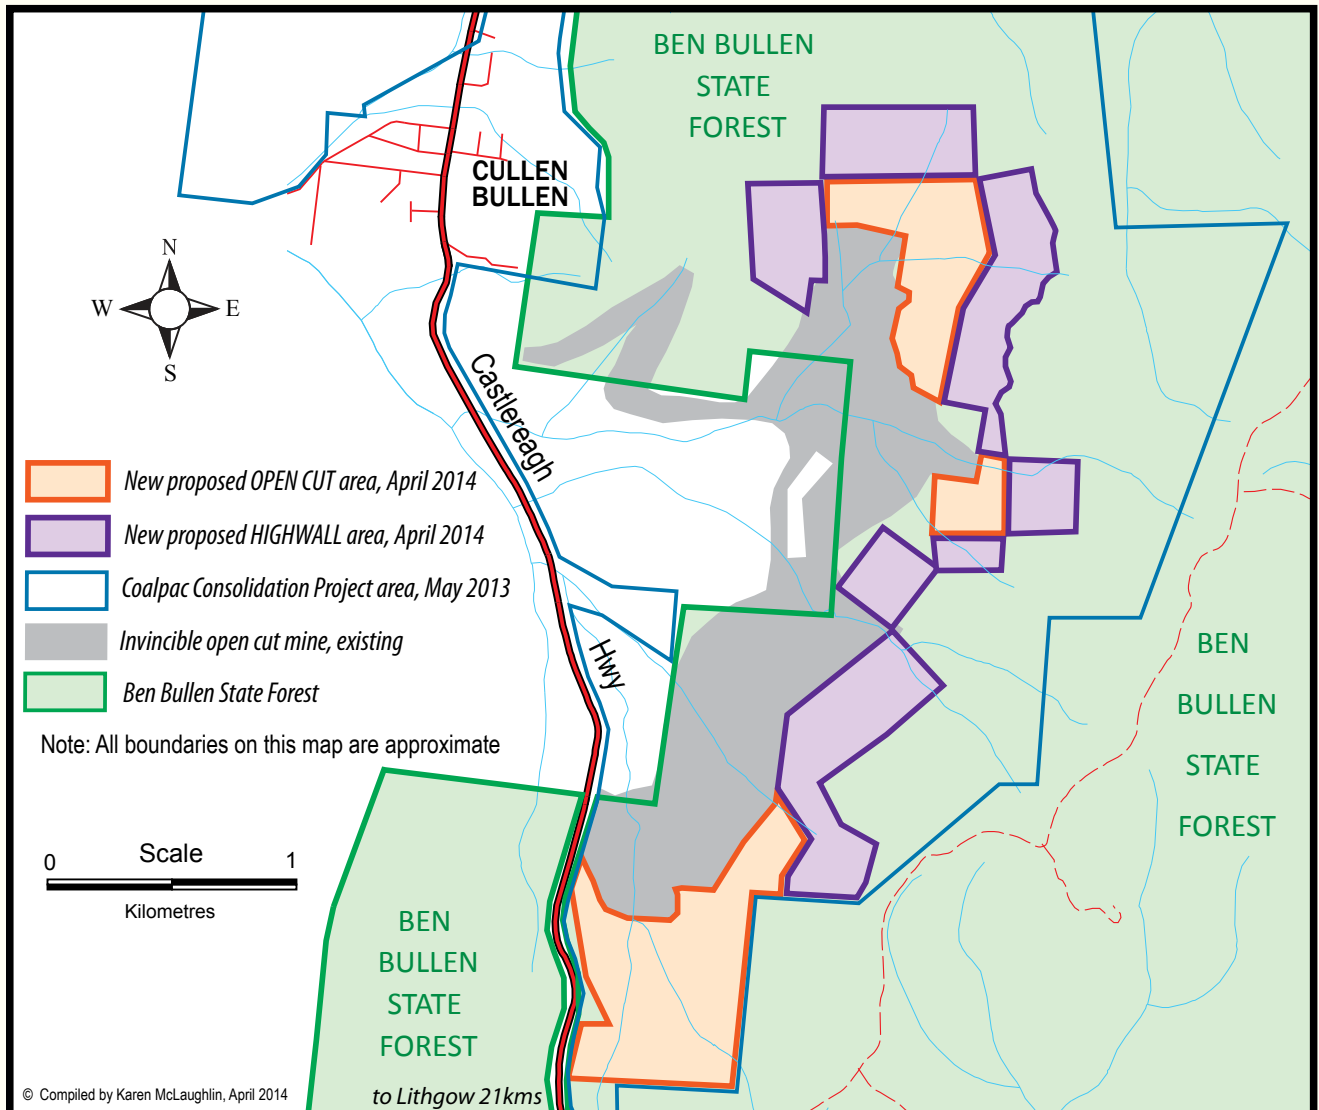 BEN BULLEN
STATE
FOREST
CULLEN
BULLEN
N
W
E
S
Castlereagh
Hwy
New proposed OPEN CUT area, April 2014
New proposed HIGHWALL area, April 2014
Coalpac Consolidation Project area, May 2013
Invincible open cut mine, existing
Ben Bullen State Forest
Note: All boundaries on this map are approximate
BEN
BULLEN
STATE
FOREST
0 Scale 1
Kilometres
BEN
BULLEN
STATE
FOREST
to Lithgow 21kms
© Compiled by Karen McLaughlin, April 2014